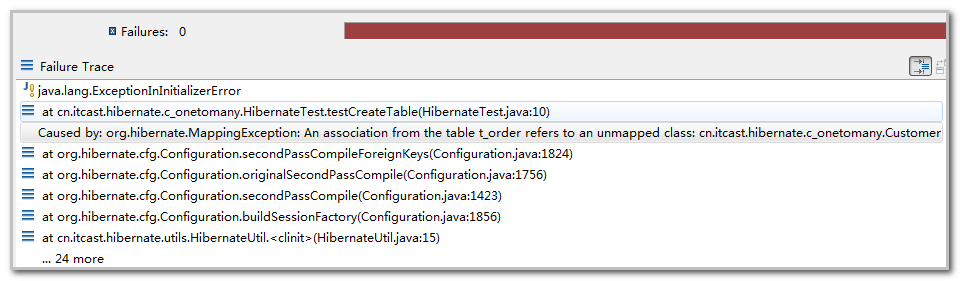 Failures: 0
Failure Trace
java.lang.ExceptionInInitializerError
at cn.itcast.hibernate.c_onetomany.HibernateTest.testCreateTable(HibernateTest.java:10)
Caused by: org.hibernate.MappingException: An association from the table t_order refers to an unmapped class: cn.itcast.hibernate.c_onetomany.Customer
at org.hibernate.cfg.Configuration.secondPassCompileForeignKeys(Configuration.java:1824)
at org.hibernate.cfg.Configuration.originalSecondPassCompile(Configuration.java:1756)
at org.hibernate.cfg.Configuration.secondPassCompile(Configuration.java:1423)
at org.hibernate.cfg.Configuration.buildSessionFactory(Configuration.java:1856)
at cn.itcast.hibernate.utils.HibernateUtil.<clinit>(HibernateUtil.java:15)
... 24 more